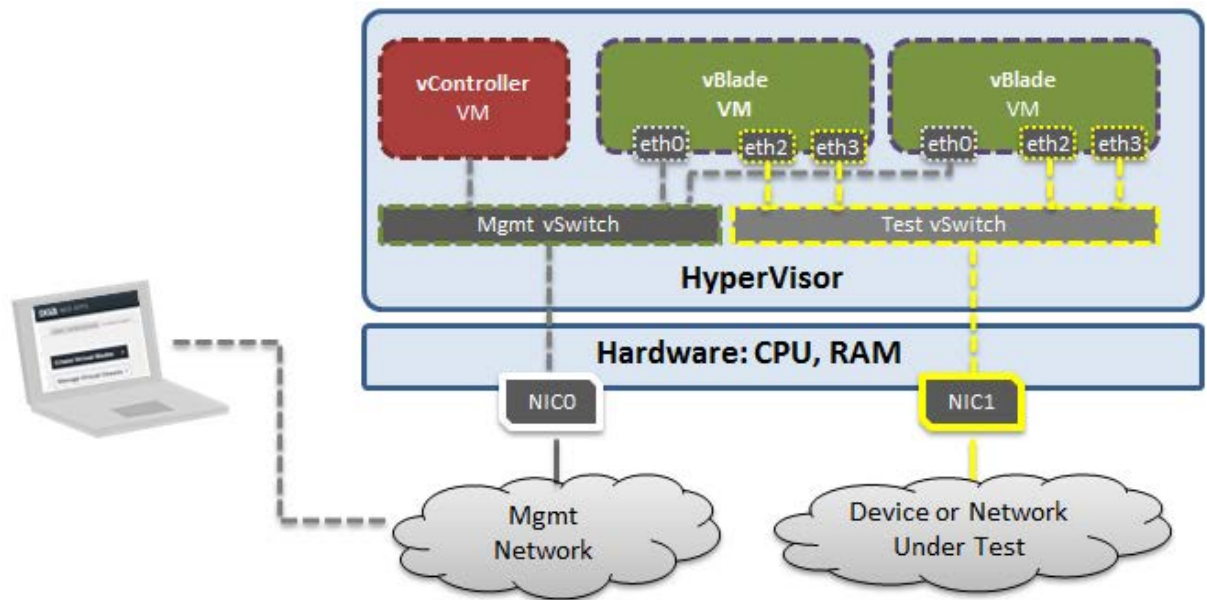 vController
VM
vBlade
VM
vBlade
VM
eth0
eth2
eth3
eth0
eth2
eth3
Mgmt vSwitch
Test vSwitch
HyperVisor
Hardware: CPU, RAM
NIC0
NIC1
Mgmt
Network
Device or Network
Under Test